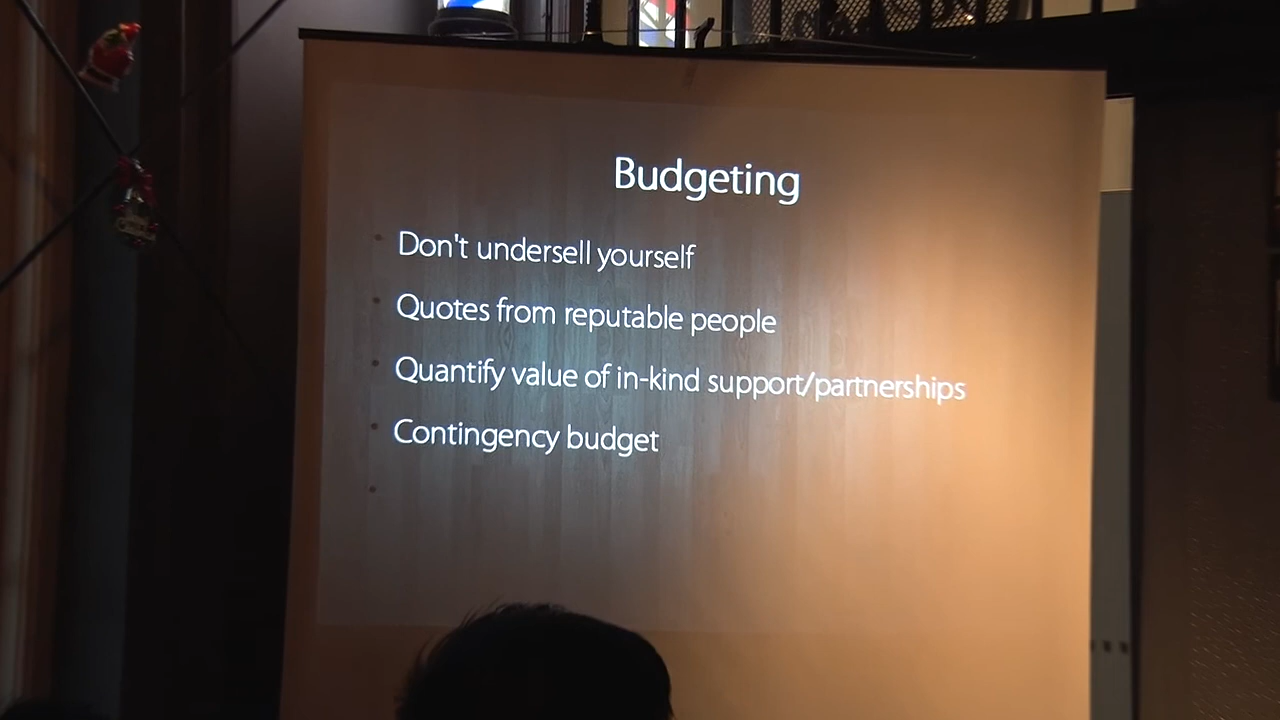 Budgeting
Don't undersell yourself
Quotes from reputable people
Quantify value of in-kind support/partnerships
Contingency budget